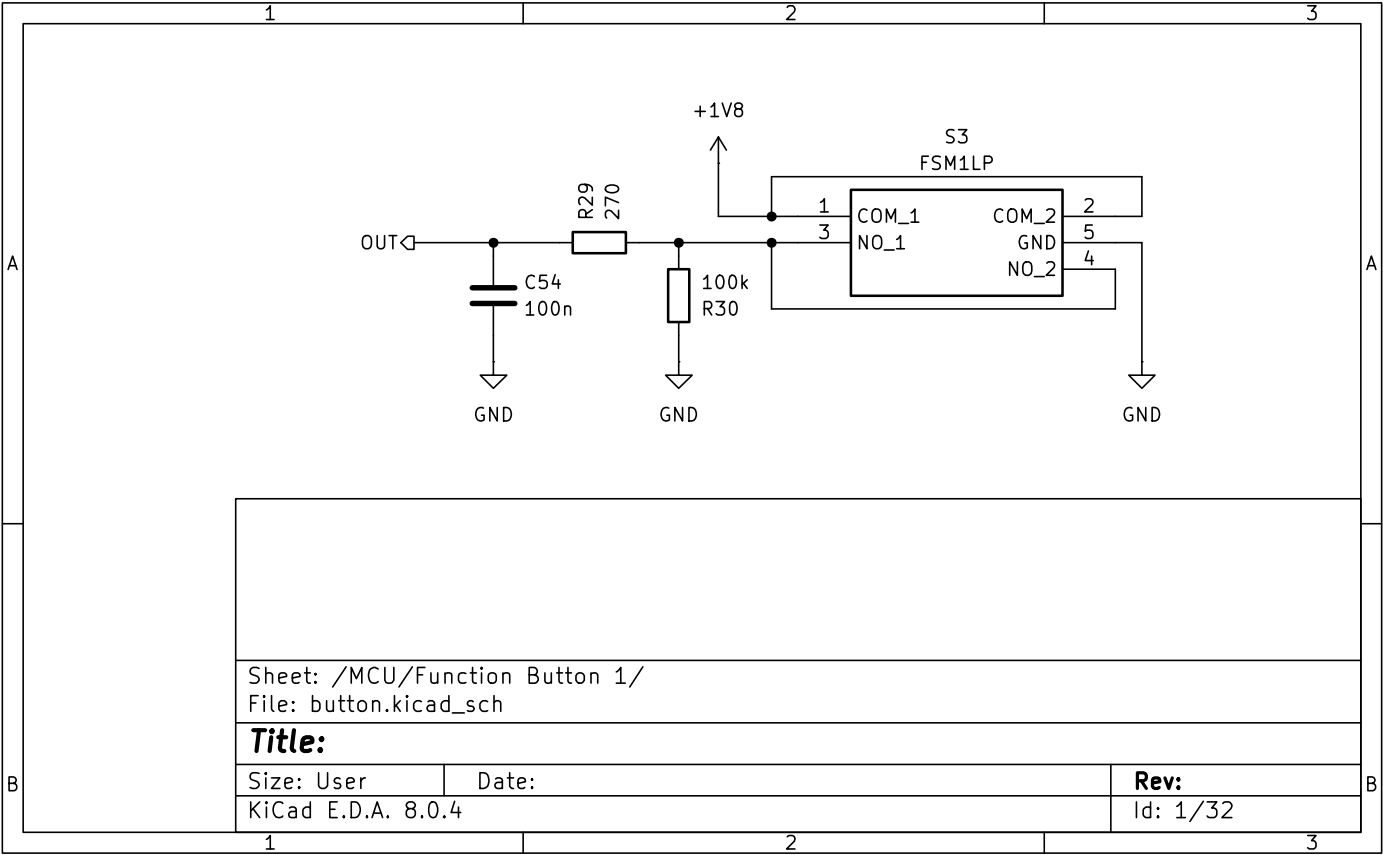 1 2 3
+1V8
S3
FSM1LP
R29
270
1 COM_1 COM_2 2
OUT 3 NO_1 GND 5
NO_2 4
A A
C54
100n
100k
R30
GND GND GND
Sheet: /MCU/Function Button 1/
File: button.kicad_sch
Title:
Size: User Date: Rev:
B B
KiCad E.D.A. 8.0.4 Id: 1/32
1 2 3